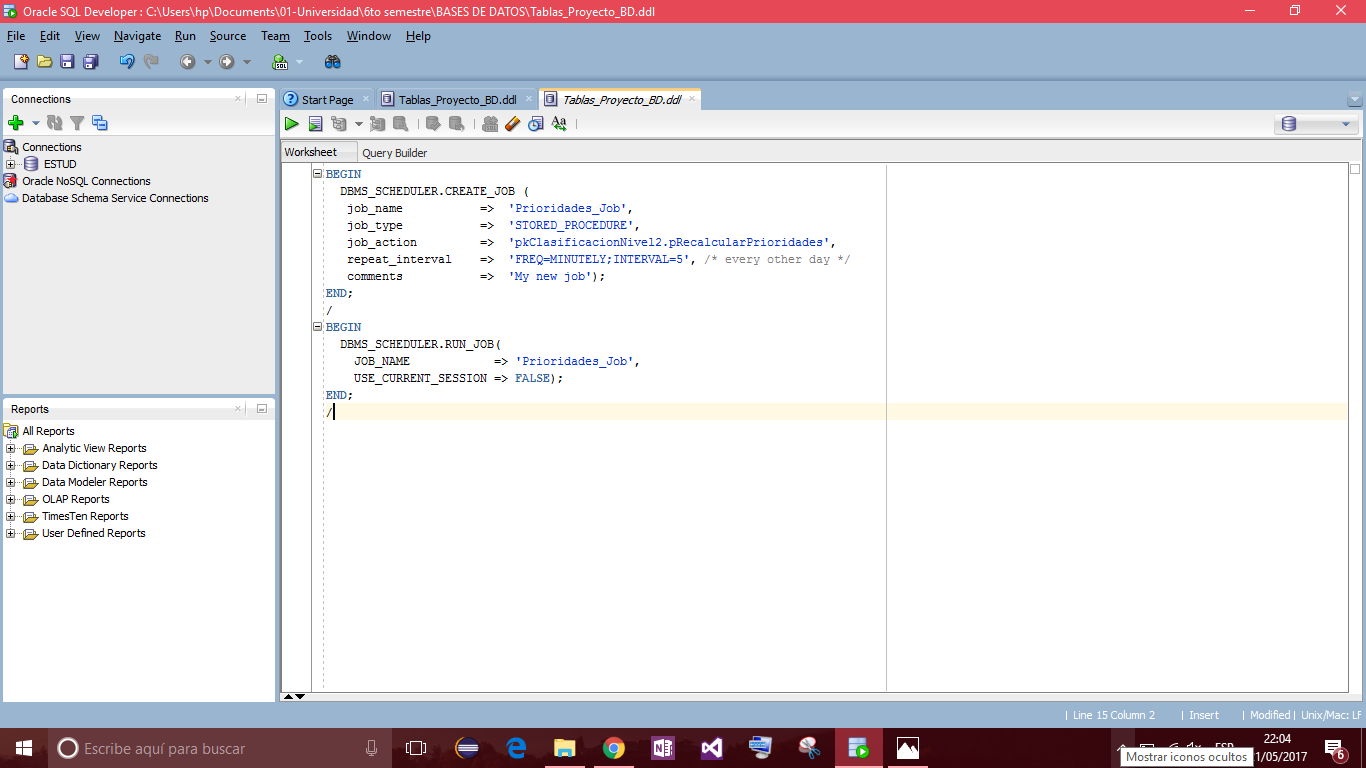 Oracle SQL Developer : C:\Users\hp\Documents\01-Universidad\6to semestre\BASES DE DATOS\Tablas_Proyecto_BD.ddl
File Edit View Navigate Run Source Team Tools Window Help
SQL
Connections
Connections
ESTUD
Oracle NoSQL Connections
Database Schema Service Connections
Reports
All Reports
Analytic View Reports
Data Dictionary Reports
Data Modeler Reports
OLAP Reports
TimesTen Reports
User Defined Reports
Start Page Tablas_Proyecto_BD.ddl Tablas_Proyecto_BD.ddl
Aa
Worksheet Query Builder
BEGIN
DBMS_SCHEDULER.CREATE_JOB (
job_name => 'Prioridades_Job',
job_type => 'STORED_PROCEDURE',
job_action => 'pkClasificacionNivel2.pRecalcularPrioridades',
repeat_interval => 'FREQ=MINUTELY;INTERVAL=5', /* every other day */
comments => 'My new job');
END;
/
BEGIN
DBMS_SCHEDULER.RUN_JOB(
JOB_NAME => 'Prioridades_Job',
USE_CURRENT_SESSION => FALSE);
END;
/
Line 15 Column 2 | Insert | Modified | Unix/Mac: LF
Escribe aquí para buscar
22:04
1/05/2017
Mostrar iconos ocultos
6